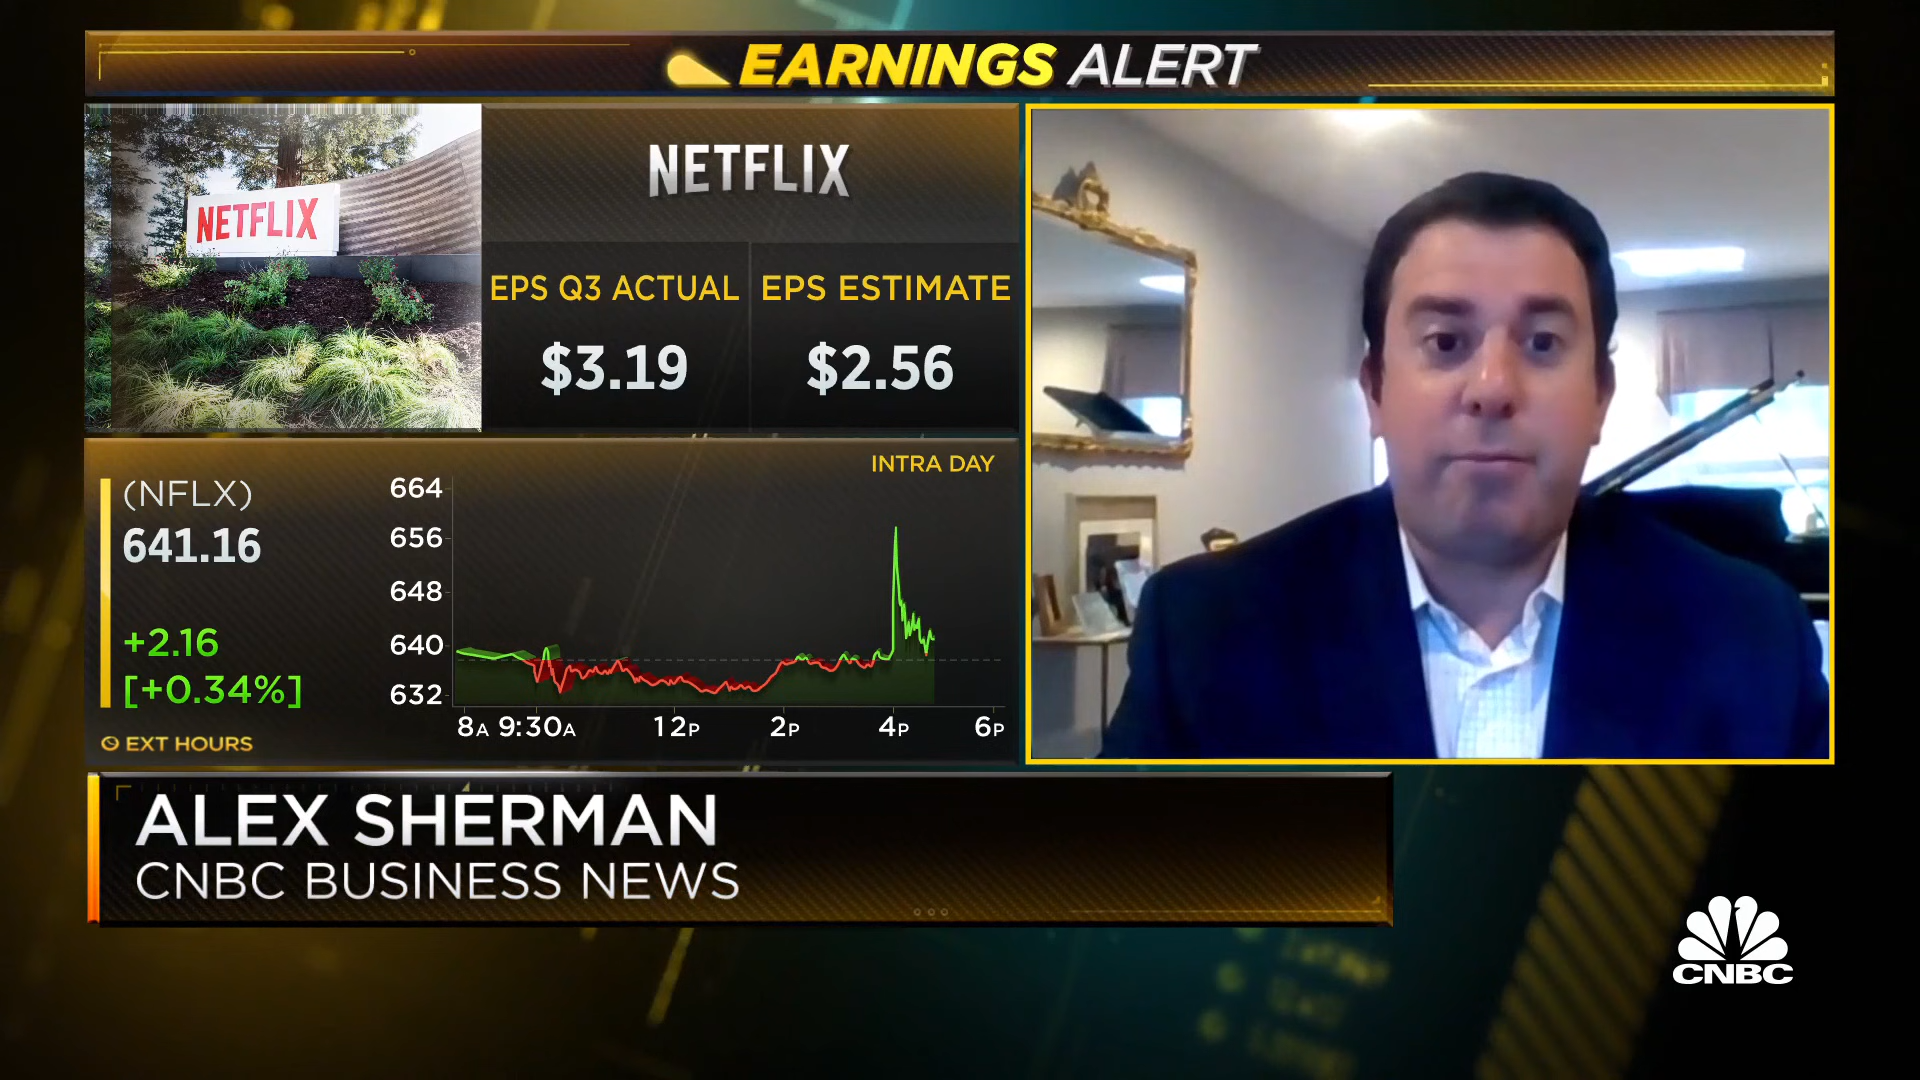 EARNINGS ALERT
NETFLIX
NETFLIX
EPS Q3 ACTUAL
EPS ESTIMATE
$3.19
$2.56
INTRA DAY
(NFLX)
641.16
+2.16
[+0.34%]
EXT HOURS
664
656
648
640
632
8A 9:30A 12P 2P 4P 6P
ALEX SHERMAN
CNBC BUSINESS NEWS
CNBC